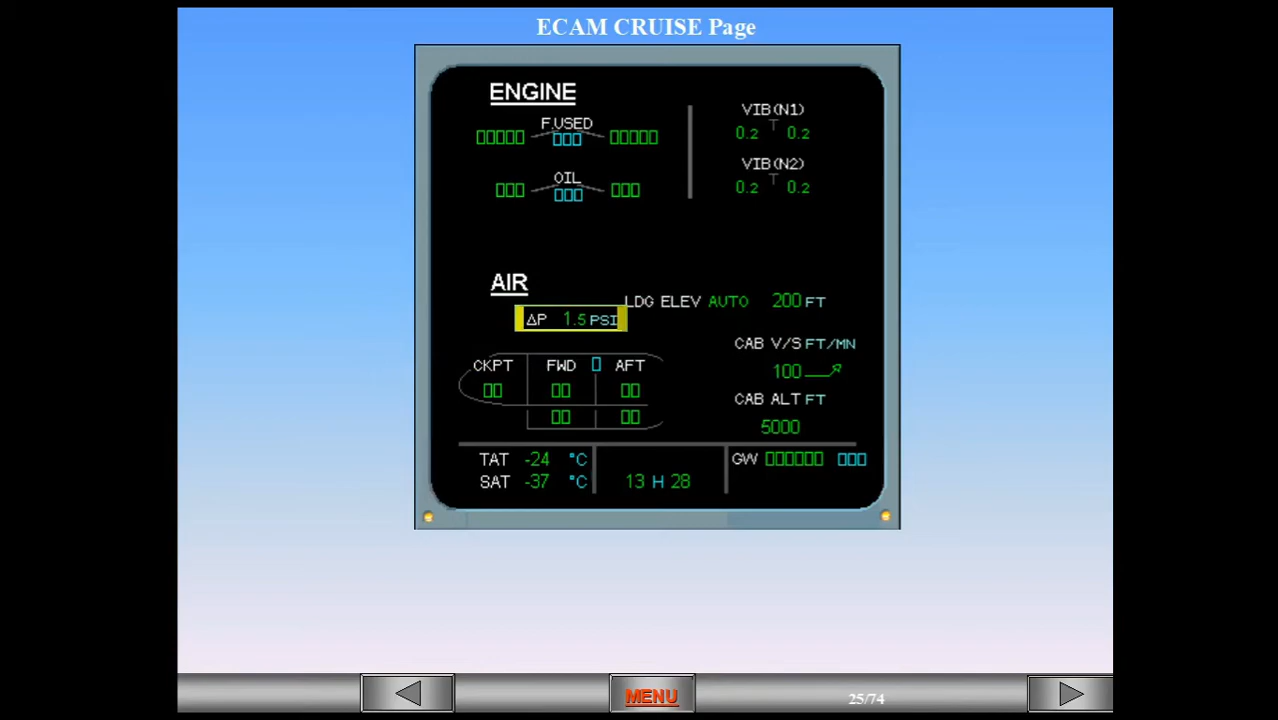 ECAM CRUISE Page
ENGINE
F.USED
VIB(N1)
0.2 0.2
OIL
VIB(N2)
0.2 0.2
AIR
LDG ELEV AUTO 200 FT
ΔP 1.5 PSI
CAB V/S FT/MN
100
CKPT FWD AFT
CAB ALT FT
5000
TAT -24 °C
SAT -37 °C
13 H 28
GW
MENU
25/74